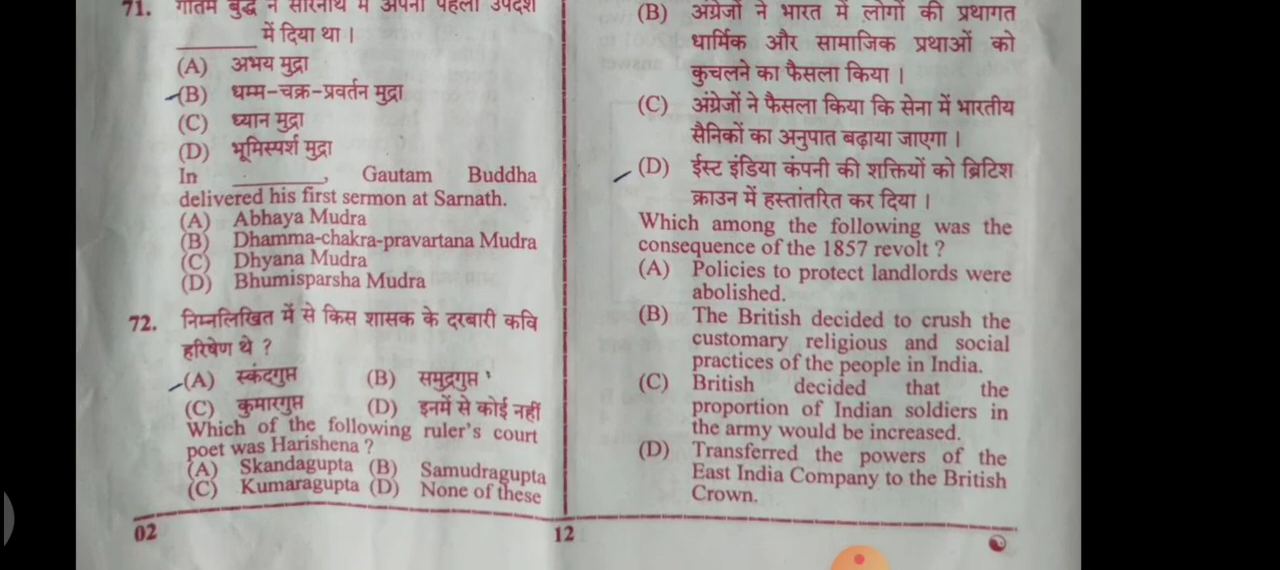 71. गौतम बुद्ध ने सारनाथ में अपना पहला उपदेश
________ में दिया था ।
(A) अभय मुद्रा
(B) धम्म-चक्र-प्रवर्तन मुद्रा
(C) ध्यान मुद्रा
(D) भूमिस्पर्श मुद्रा
In ________, Gautam Buddha
delivered his first sermon at Sarnath.
(A) Abhaya Mudra
(B) Dhamma-chakra-pravartana Mudra
(C) Dhyana Mudra
(D) Bhumisparsha Mudra
72. निम्नलिखित में से किस शासक के दरबारी कवि
हरिषेण थे ?
(A) स्कंदगुप्त (B) समुद्रगुप्त
(C) कुमारगुप्त (D) इनमें से कोई नहीं
Which of the following ruler's court
poet was Harishena ?
(A) Skandagupta (B) Samudragupta
(C) Kumaragupta (D) None of these
(B) अंग्रेजों ने भारत में लोगों की प्रथागत
धार्मिक और सामाजिक प्रथाओं को
कुचलने का फैसला किया ।
(C) अंग्रेजों ने फैसला किया कि सेना में भारतीय
सैनिकों का अनुपात बढ़ाया जाएगा ।
(D) ईस्ट इंडिया कंपनी की शक्तियों को ब्रिटिश
क्राउन में हस्तांतरित कर दिया ।
Which among the following was the
consequence of the 1857 revolt ?
(A) Policies to protect landlords were
abolished.
(B) The British decided to crush the
customary religious and social
practices of the people in India.
(C) British decided that the
proportion of Indian soldiers in
the army would be increased.
(D) Transferred the powers of the
East India Company to the British
Crown.
02
12